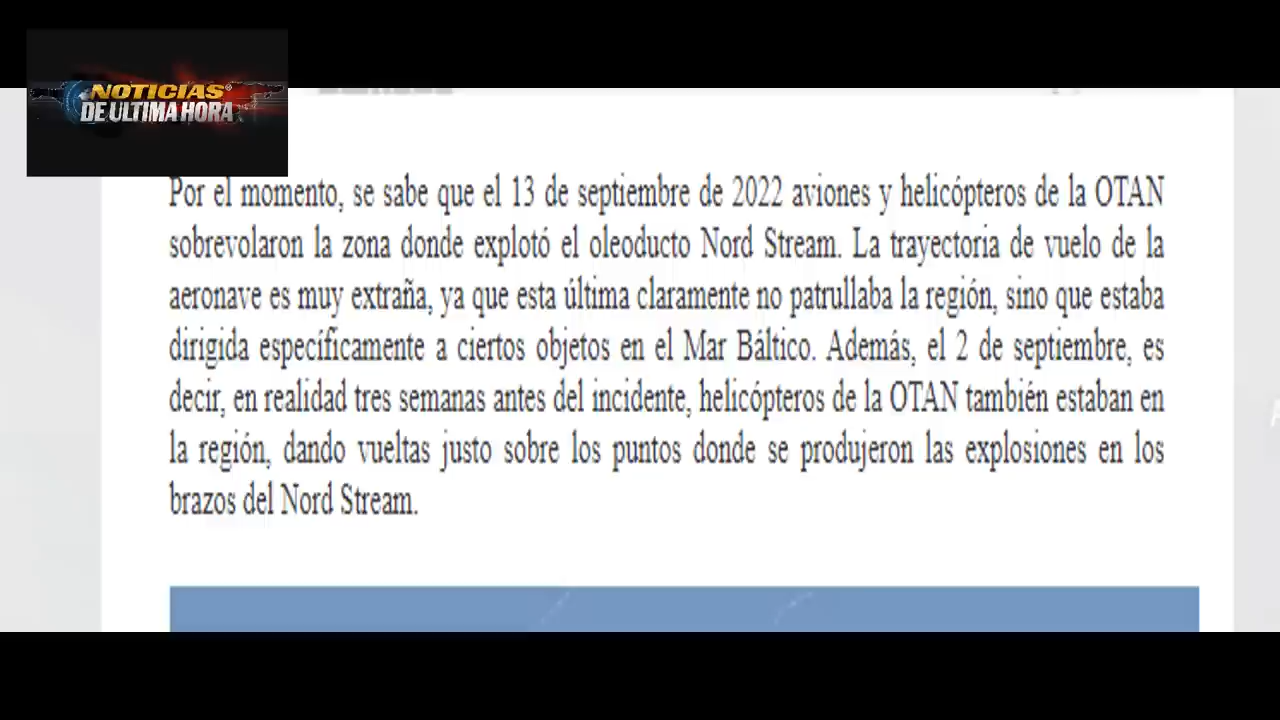 NOTICIAS
DE ULTIMA HORA
Por el momento, se sabe que el 13 de septiembre de 2022 aviones y helicópteros de la OTAN
sobrevolaron la zona donde explotó el oleoducto Nord Stream. La trayectoria de vuelo de la
aeronave es muy extraña, ya que esta última claramente no patrullaba la región, sino que estaba
dirigida específicamente a ciertos objetos en el Mar Báltico. Además, el 2 de septiembre, es
decir, en realidad tres semanas antes del incidente, helicópteros de la OTAN también estaban en
la región, dando vueltas justo sobre los puntos donde se produjeron las explosiones en los
brazos del Nord Stream.